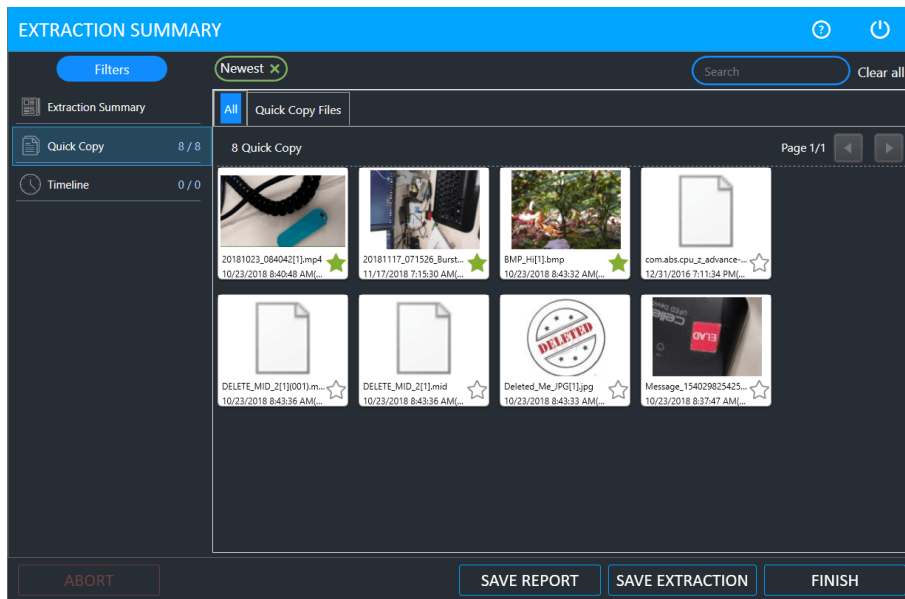 EXTRACTION SUMMARY
?
Filters
Newest ×
Search
Clear all
Extraction Summary
All
Quick Copy Files
Quick Copy
8 / 8
8 Quick Copy
Page 1/1
Timeline
0 / 0
20181023_084042[1].mp4
10/23/2018 8:40:48 AM(...
20181117_071526_Burst...
11/17/2018 7:15:30 AM(...
BMP_Hi[1].bmp
10/23/2018 8:43:32 AM(...
com.abs.cpu_z_advance-...
12/31/2016 7:11:34 PM(...
DELETE_MID_2[1](001).m...
10/23/2018 8:43:36 AM(...
DELETE_MID_2[1].mid
10/23/2018 8:43:36 AM(...
DELETED
Deleted_Me_JPG[1].jpg
10/23/2018 8:43:33 AM(...
ELAD
Message_154029825425...
10/23/2018 8:37:47 AM(...
ABORT
SAVE REPORT
SAVE EXTRACTION
FINISH